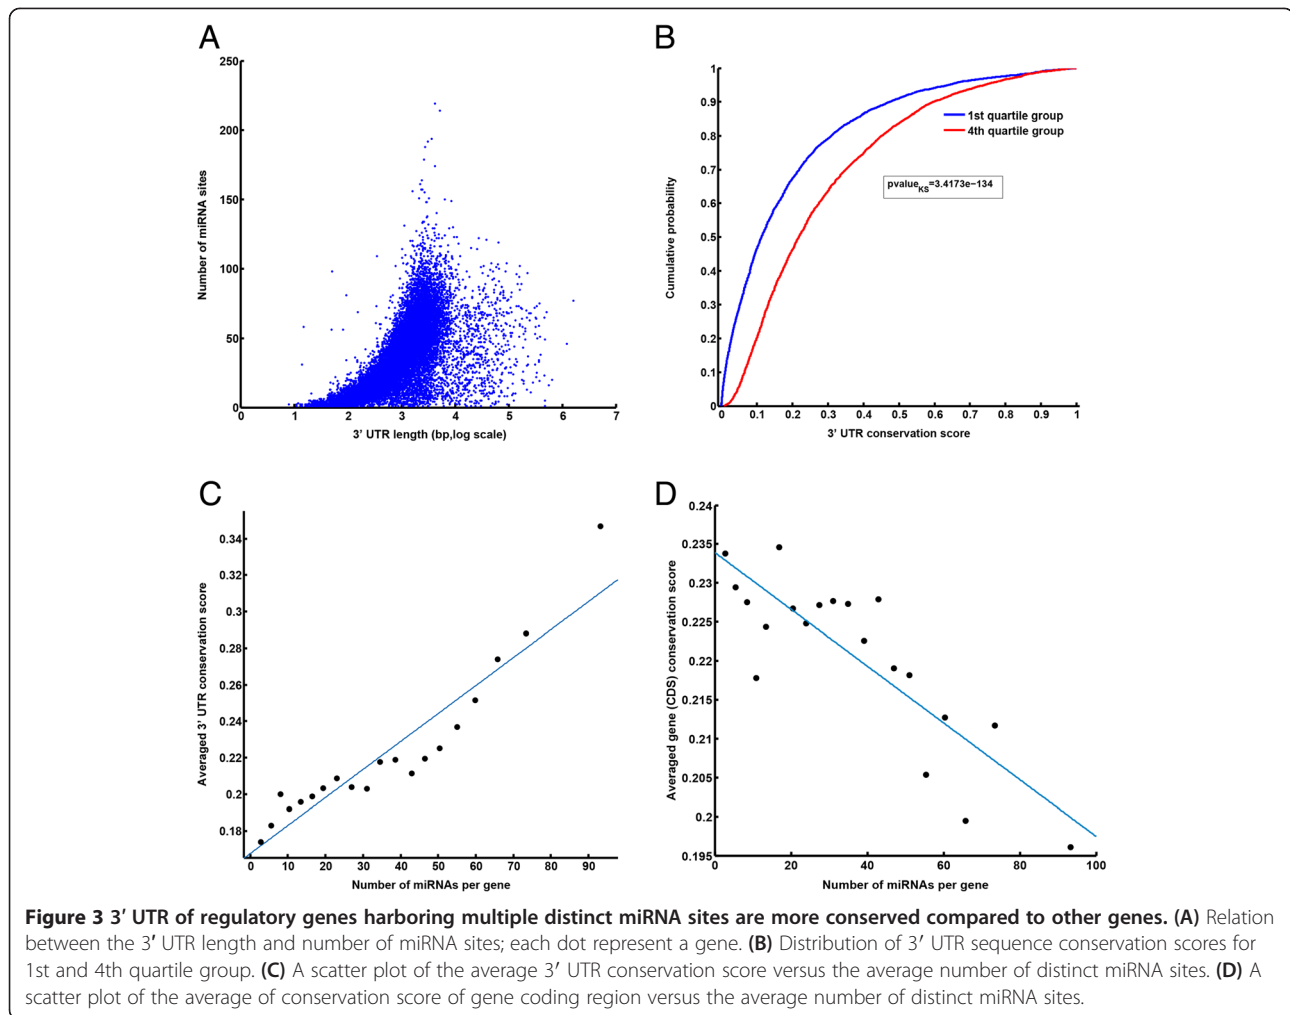 A
250
200
150
100
50
0
0 1 2 3 4 5 6 7
Number of miRNA sites
3′ UTR length (bp,log scale)
B
1
0.9
0.8
0.7
0.6
0.5
0.4
0.3
0.2
0.1
0
0 0.1 0.2 0.3 0.4 0.5 0.6 0.7 0.8 0.9 1
Cumulative probability
3′ UTR conservation score
1st quartile group
4th quartile group
pvalueKS=3.4173e−134
C
0.34
0.32
0.3
0.28
0.26
0.24
0.22
0.2
0.18
0 10 20 30 40 50 60 70 80 90
Averaged 3′ UTR conservation score
Number of miRNAs per gene
D
0.24
0.235
0.23
0.225
0.22
0.215
0.21
0.205
0.2
0.195
0 20 40 60 80 100
Averaged gene (CDS) conservation score
Number of miRNAs per gene
Figure 3 3′ UTR of regulatory genes harboring multiple distinct miRNA sites are more conserved compared to other genes. (A) Relation
between the 3′ UTR length and number of miRNA sites; each dot represent a gene. (B) Distribution of 3′ UTR sequence conservation scores for
1st and 4th quartile group. (C) A scatter plot of the average 3′ UTR conservation score versus the average number of distinct miRNA sites. (D) A
scatter plot of the average of conservation score of gene coding region versus the average number of distinct miRNA sites.